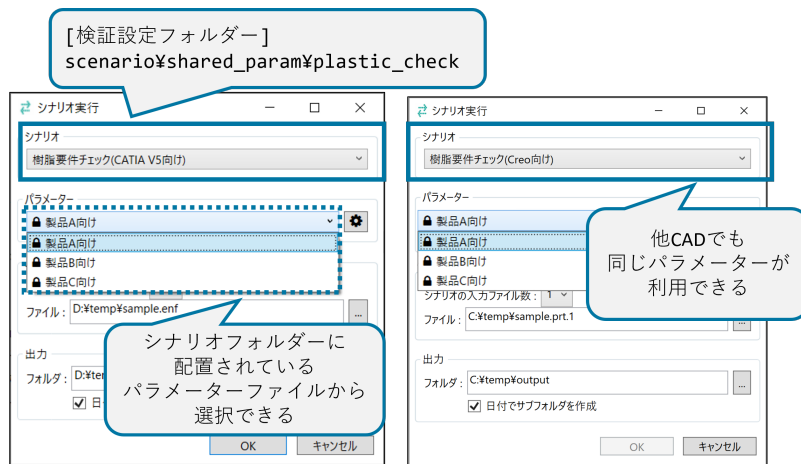 [検証設定フォルダー]
scenario¥shared_param¥plastic_check
シナリオ実行
シナリオ
樹脂要件チェック(CATIA V5向け)
パラメーター
製品A向け
製品A向け
製品B向け
製品C向け
ファイル : D:¥temp¥sample.enf
...
シナリオフォルダーに
配置されている
パラメーターファイルから
選択できる
出力
フォルダ : D:¥te
日
OK
キャンセル
シナリオ実行
シナリオ
樹脂要件チェック(Creo向け)
パラメーター
製品A向け
製品A向け
製品B向け
製品C向け
他CADでも
同じパラメーターが
利用できる
シナリオの入力ファイル数 : 1
ファイル : C:¥temp¥sample.prt.1
...
出力
フォルダ : C:¥temp¥output
...
日付でサブフォルダを作成
OK
キャンセル